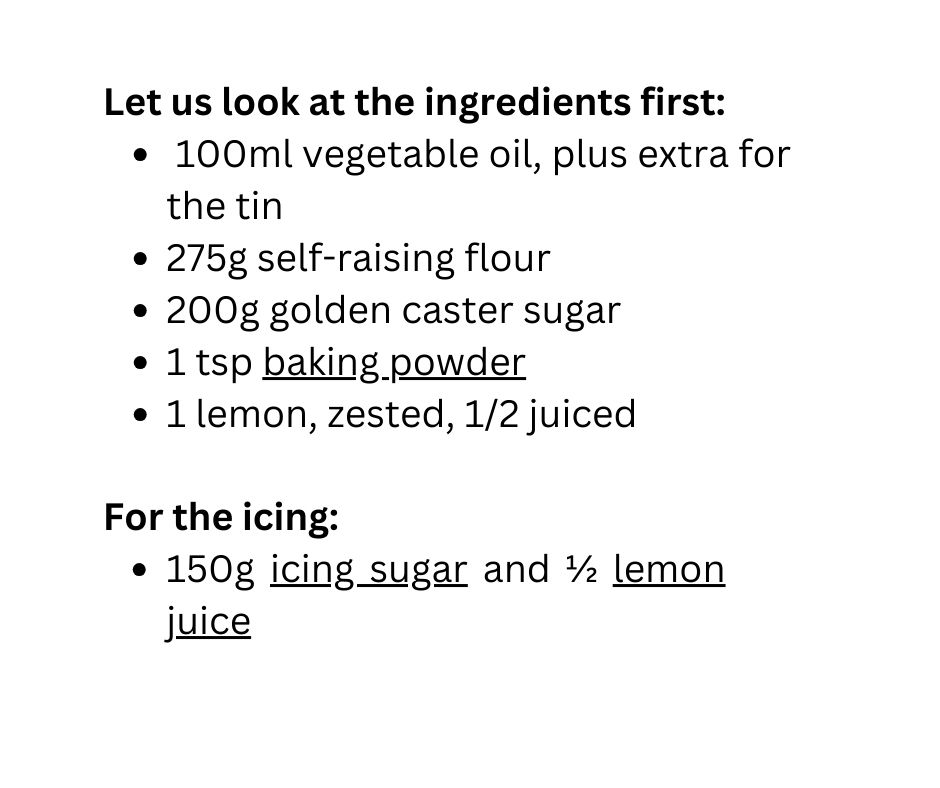 Let us look at the ingredients first:
• 100ml vegetable oil, plus extra for
the tin
• 275g self-raising flour
• 200g golden caster sugar
• 1 tsp baking powder
• 1 lemon, zested, 1/2 juiced
For the icing:
• 150g icing sugar and ½ lemon
juice